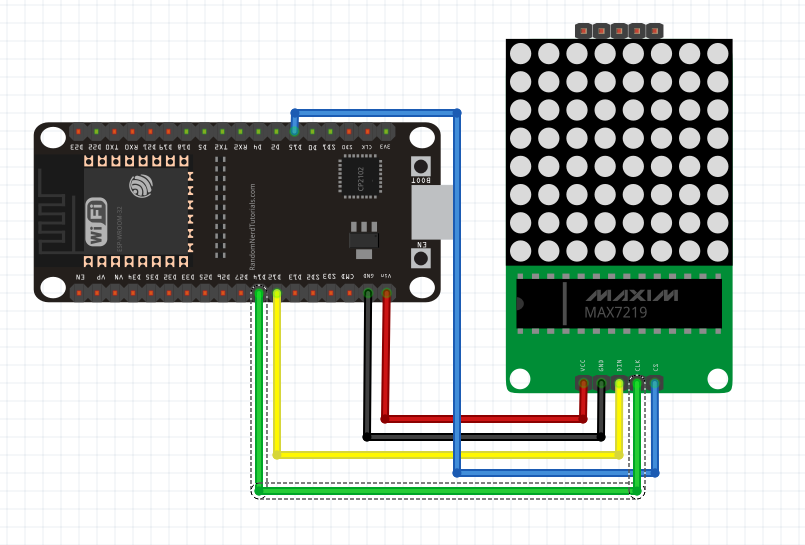 D23 D22 TX0 RX0 D21 D19 D18 D5 TX2 RX2 D4 D2 D15 D0 SD1 SD0 CLK 3V3
BOOT
CP2102
WiFi
ESP-WROOM-32
RandomNerdTutorials.com
EN
EN VP VN D34 D35 D32 D33 D25 D26 D27 D14 D12 D13 SD2 SD3 CMD GND Vin
MAXIM
MAX7219
VCC GND DIN CLK CS